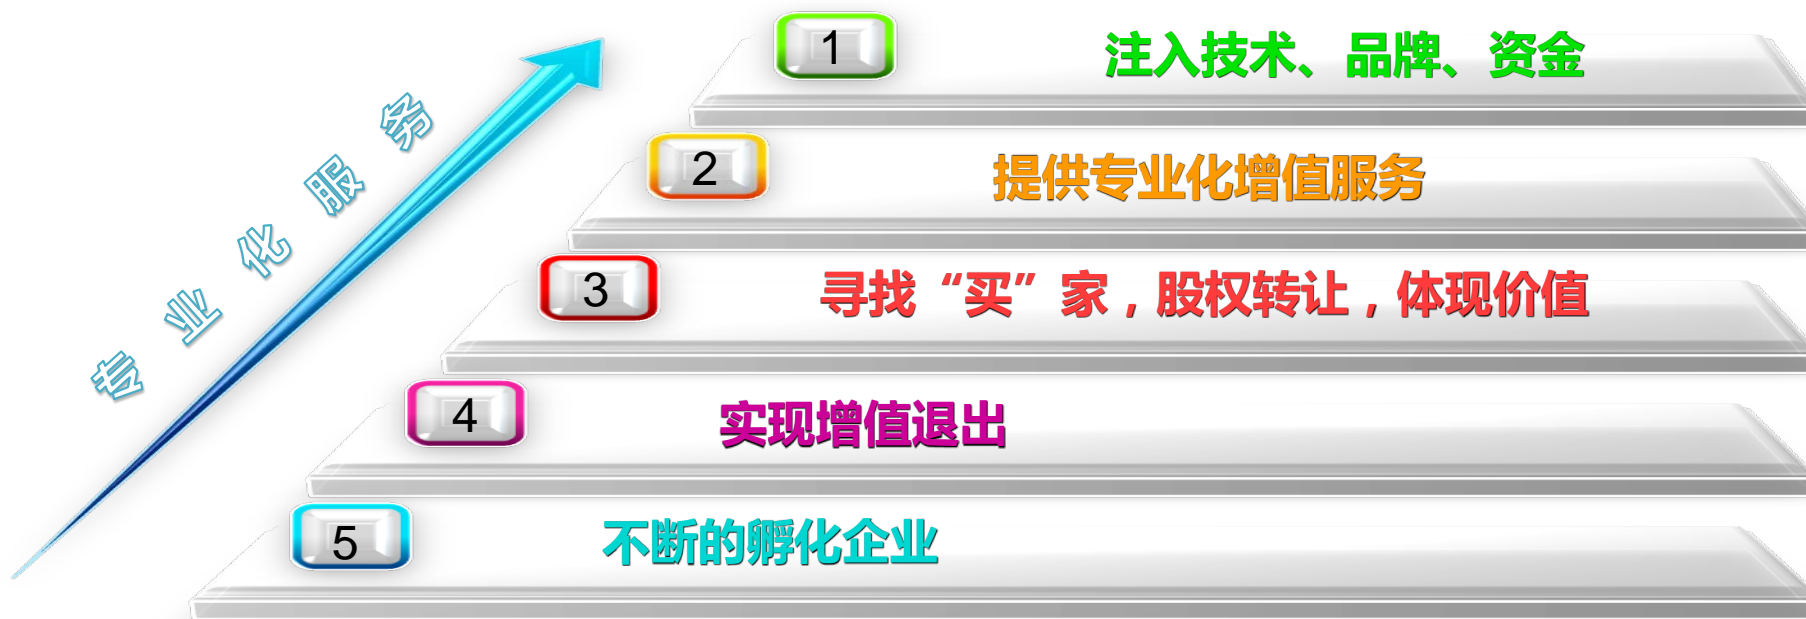 专业化服务
1
注入技术、品牌、资金
2
提供专业化增值服务
3
寻找“买”家，股权转让，体现价值
4
实现增值退出
5
不断的孵化企业